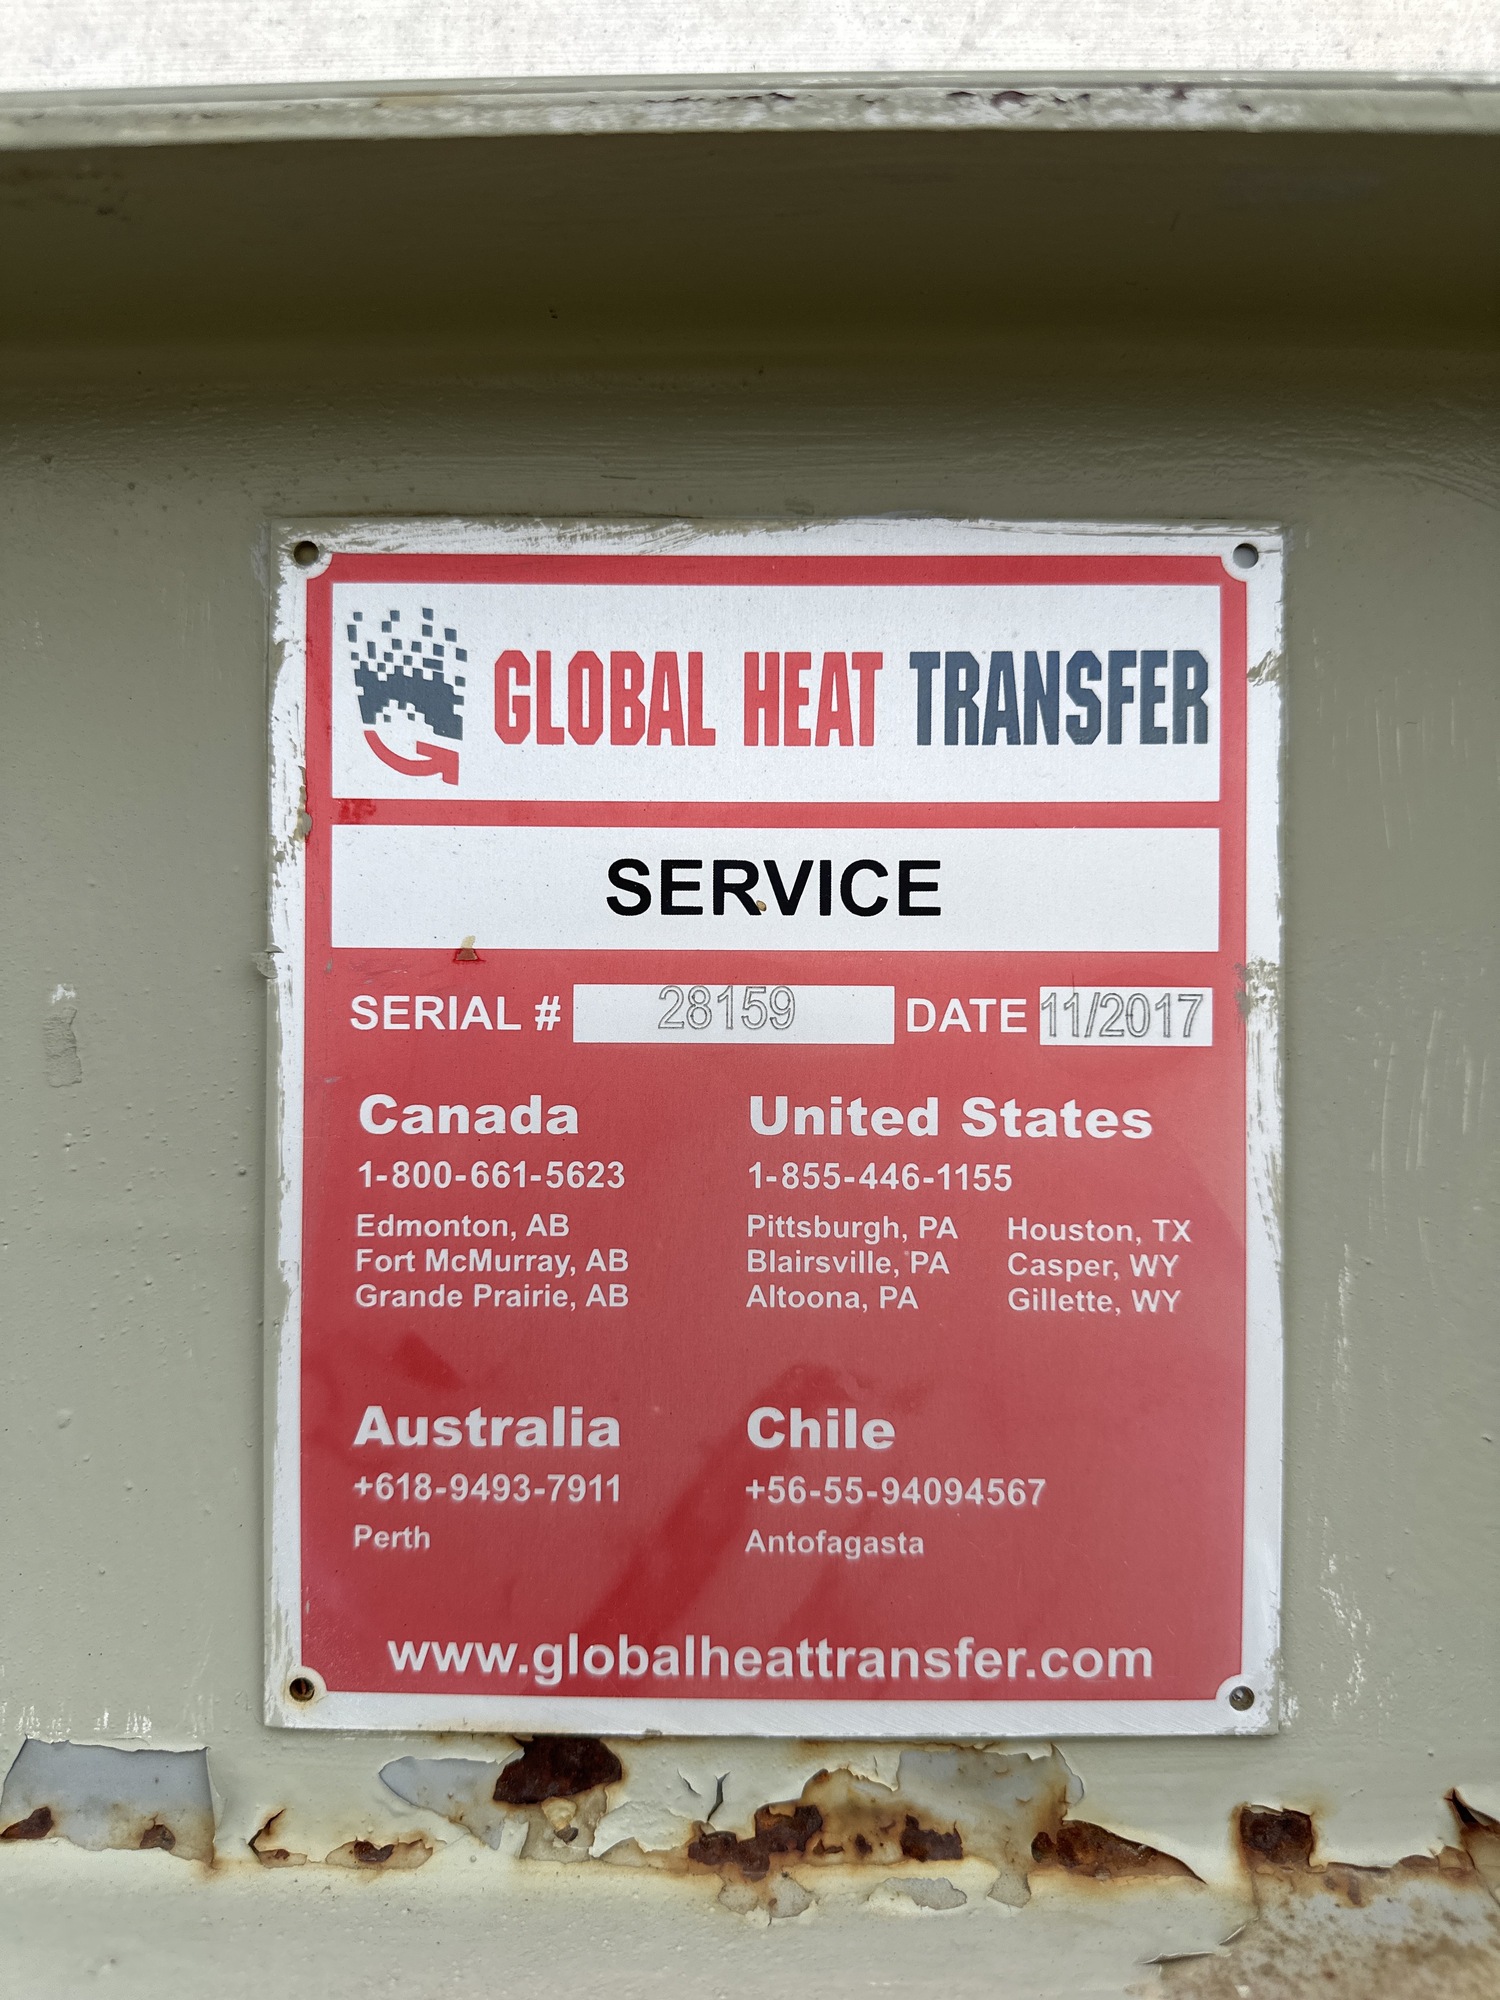 GLOBAL HEAT TRANSFER
SERVICE
SERIAL # 28159 DATE 11/2017
Canada
1-800-661-5623
Edmonton, AB
Fort McMurray, AB
Grande Prairie, AB
United States
1-855-446-1155
Pittsburgh, PA
Blairsville, PA
Altoona, PA
Houston, TX
Casper, WY
Gillette, WY
Australia
+618-9493-7911
Perth
Chile
+56-55-94094567
Antofagasta
www.globalheattransfer.com